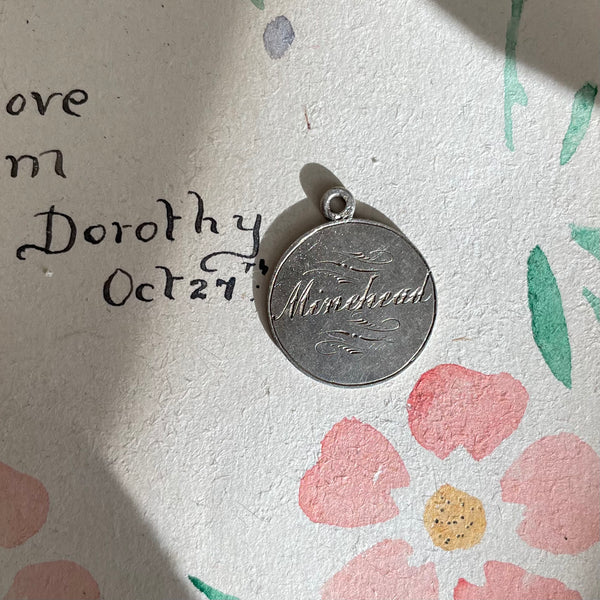 ove
m
Dorothy
Oct 27th.
Minehead